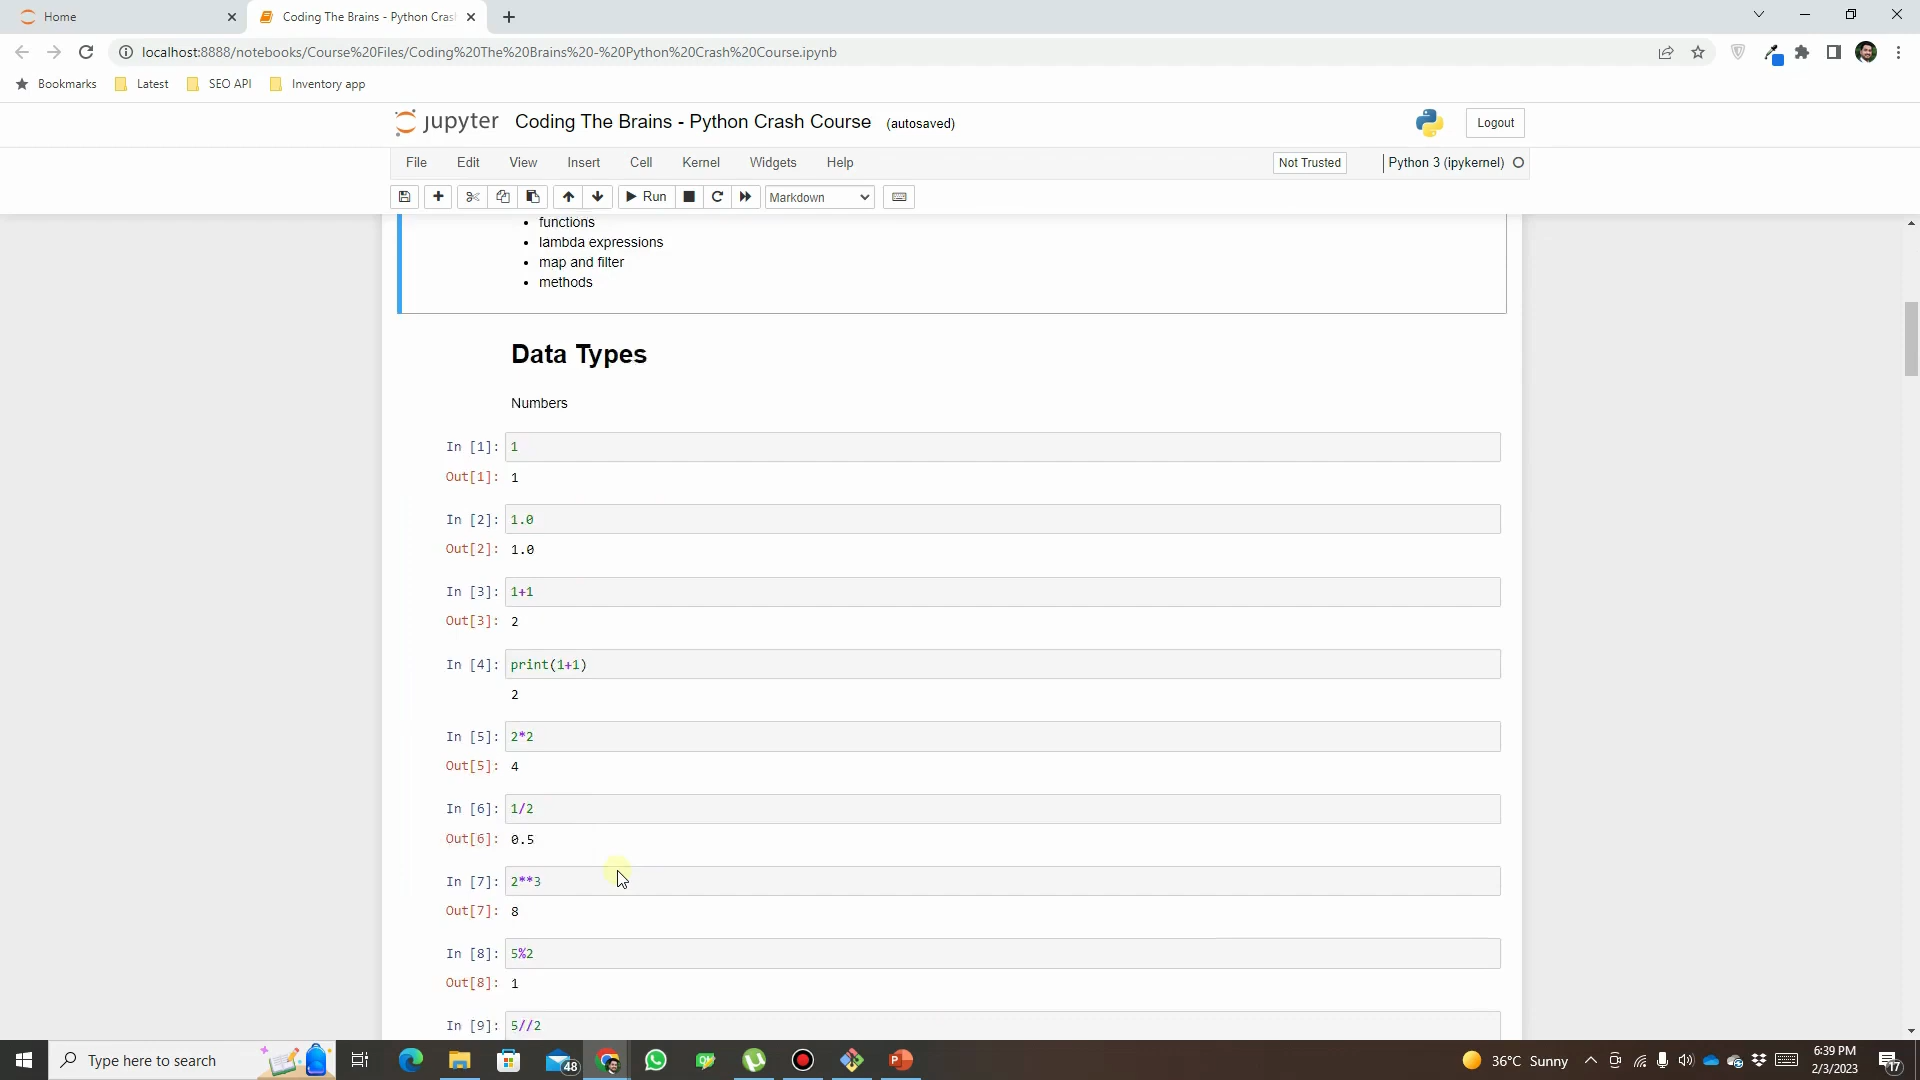 Home
Coding The Brains - Python Cras
localhost:8888/notebooks/Course%20Files/Coding%20The%20Brains%20-%20Python%20Crash%20Course.ipynb
Bookmarks
Latest
SEO API
Inventory app
jupyter
Coding The Brains - Python Crash Course (autosaved)
Logout
File
Edit
View
Insert
Cell
Kernel
Widgets
Help
Not Trusted
Python 3 (ipykernel)
Run
Markdown
• functions
• lambda expressions
• map and filter
• methods
Data Types
Numbers
In [1]: 1
Out[1]: 1
In [2]: 1.0
Out[2]: 1.0
In [3]: 1+1
Out[3]: 2
In [4]: print(1+1)
2
In [5]: 2*2
Out[5]: 4
In [6]: 1/2
Out[6]: 0.5
In [7]: 2**3
Out[7]: 8
In [8]: 5%2
Out[8]: 1
In [9]: 5//2
Type here to search
48
36°C Sunny
6:39 PM
2/3/2023
17